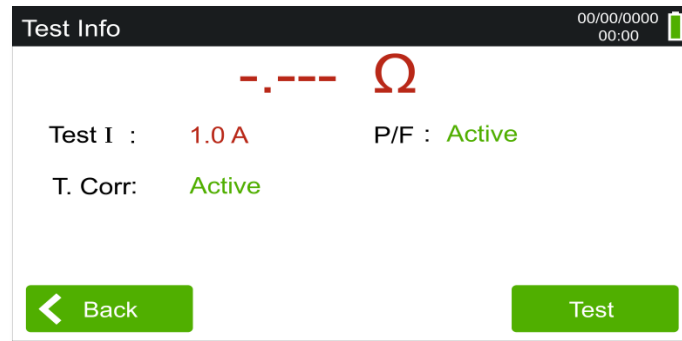 Test Info
00/00/0000
00:00
-.--- Ω
Test I : 1.0 A P/F : Active
T. Corr: Active
Back Test